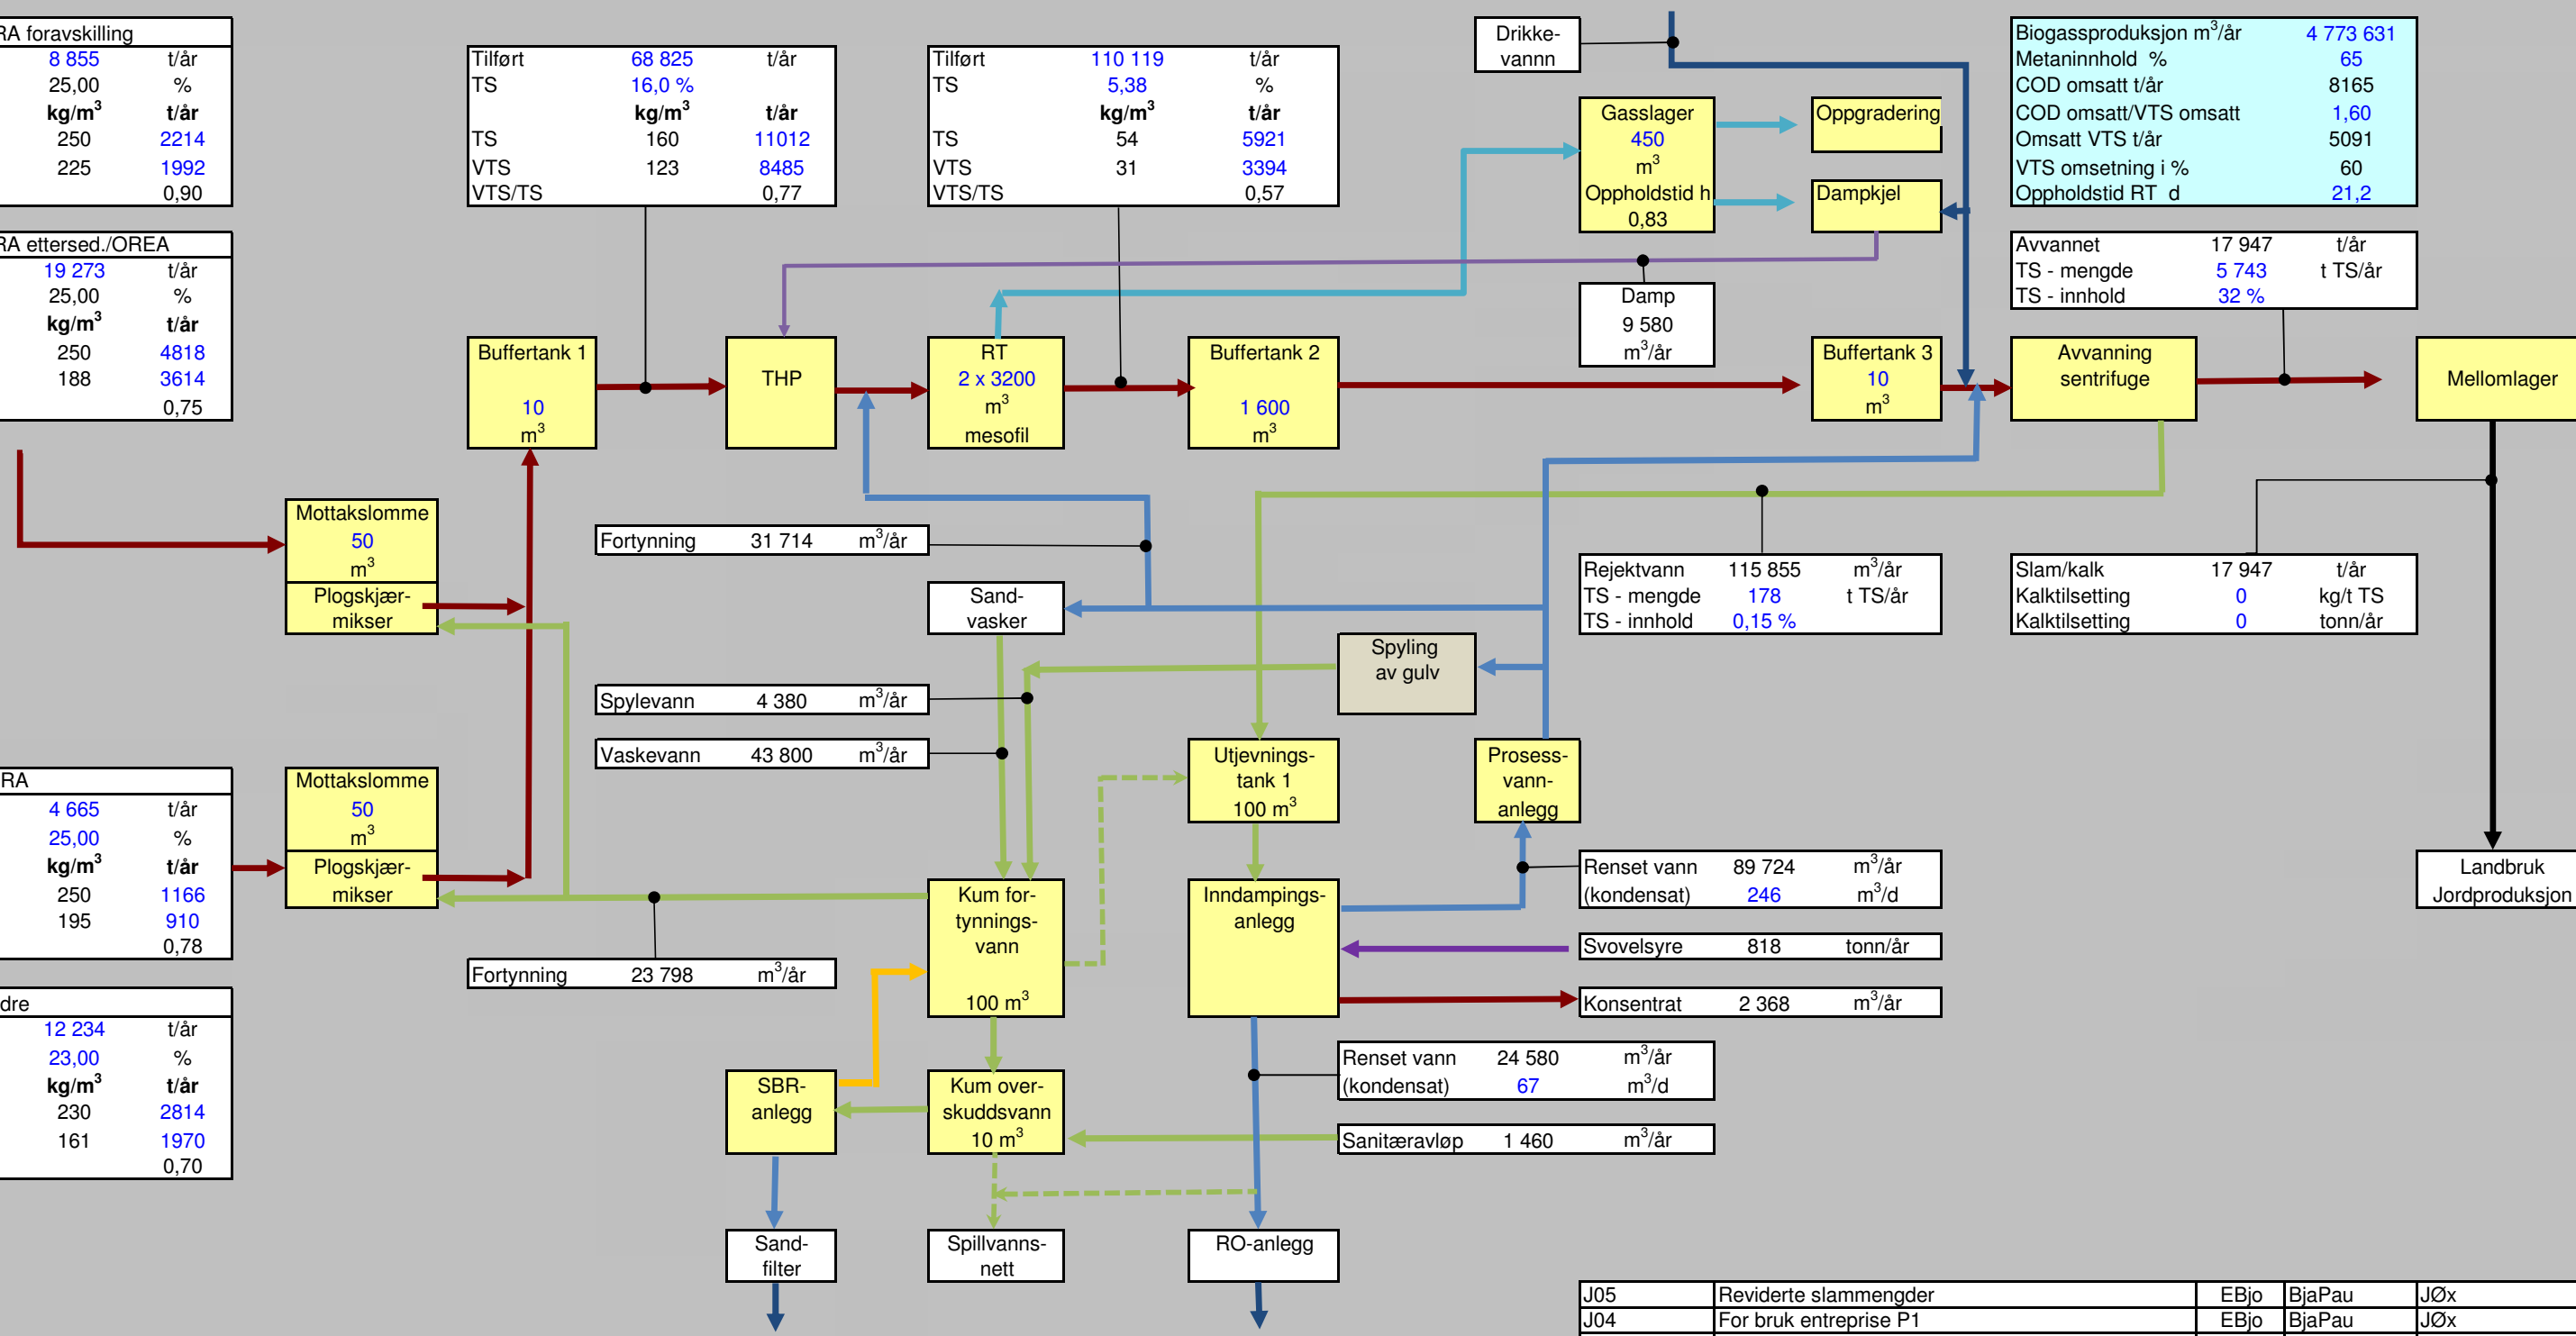 RA foravskilling
8 855 t/år
25,00 %
kg/m³ t/år
250 2214
225 1992
0,90
RA ettersed./OREA
19 273 t/år
25,00 %
kg/m³ t/år
250 4818
188 3614
0,75
RA
4 665 t/år
25,00 %
kg/m³ t/år
250 1166
195 910
0,78
dre
12 234 t/år
23,00 %
kg/m³ t/år
230 2814
161 1970
0,70
Tilført 68 825 t/år
TS 16,0 %
kg/m³ t/år
TS 160 11012
VTS 123 8485
VTS/TS 0,77
Tilført 110 119 t/år
TS 5,38 %
kg/m³ t/år
TS 54 5921
VTS 31 3394
VTS/TS 0,57
Drikke-
vannn
Gasslager
450
m³
Oppholdstid h
0,83
Oppgradering
Dampkjel
Biogassproduksjon m³/år 4 773 631
Metaninnhold % 65
COD omsatt t/år 8165
COD omsatt/VTS omsatt 1,60
Omsatt VTS t/år 5091
VTS omsetning i % 60
Oppholdstid RT d 21,2
Avvannet 17 947 t/år
TS - mengde 5 743 t TS/år
TS - innhold 32 %
Damp
9 580
m³/år
Buffertank 1
10
m³
THP
RT
2 x 3200
m³
mesofil
Buffertank 2
1 600
m³
Buffertank 3
10
m³
Avvanning
sentrifuge
Mellomlager
Mottakslomme
50
m³
Plogskjær-
mikser
Fortynning 31 714 m³/år
Sand-
vasker
Rejektvann 115 855 m³/år
TS - mengde 178 t TS/år
TS - innhold 0,15 %
Slam/kalk 17 947 t/år
Kalktilsetting 0 kg/t TS
Kalktilsetting 0 tonn/år
Spyling
av gulv
Spylevann 4 380 m³/år
Vaskevann 43 800 m³/år
Mottakslomme
50
m³
Plogskjær-
mikser
Utjevnings-
tank 1
100 m³
Prosess-
vann-
anlegg
Renset vann 89 724 m³/år
(kondensat) 246 m³/d
Landbruk
Jordproduksjon
Kum for-
tynnings-
vann
100 m³
Inndampings-
anlegg
Svovelsyre 818 tonn/år
Fortynning 23 798 m³/år
Konsentrat 2 368 m³/år
Renset vann 24 580 m³/år
(kondensat) 67 m³/d
SBR-
anlegg
Kum over-
skuddsvann
10 m³
Sanitæravløp 1 460 m³/år
Sand-
filter
Spillvanns-
nett
RO-anlegg
J05 Reviderte slammengder EBjo BjaPau JØx
J04 For bruk entreprise P1 EBjo BjaPau JØx